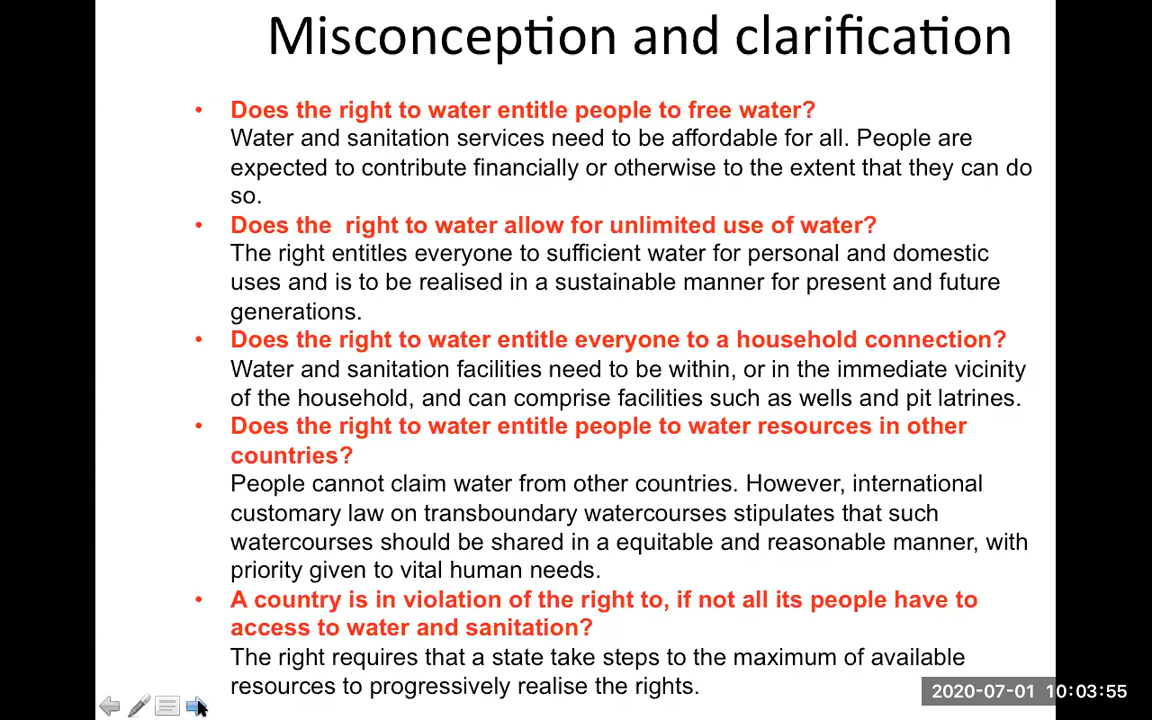 Misconception and clarification
• Does the right to water entitle people to free water?
Water and sanitation services need to be affordable for all. People are
expected to contribute financially or otherwise to the extent that they can do
so.
• Does the  right to water allow for unlimited use of water?
The right entitles everyone to sufficient water for personal and domestic
uses and is to be realised in a sustainable manner for present and future
generations.
• Does the right to water entitle everyone to a household connection?
Water and sanitation facilities need to be within, or in the immediate vicinity
of the household, and can comprise facilities such as wells and pit latrines.
• Does the right to water entitle people to water resources in other
countries?
People cannot claim water from other countries. However, international
customary law on transboundary watercourses stipulates that such
watercourses should be shared in a equitable and reasonable manner, with
priority given to vital human needs.
• A country is in violation of the right to, if not all its people have to
access to water and sanitation?
The right requires that a state take steps to the maximum of available
resources to progressively realise the rights.
2020-07-01 10:03:55